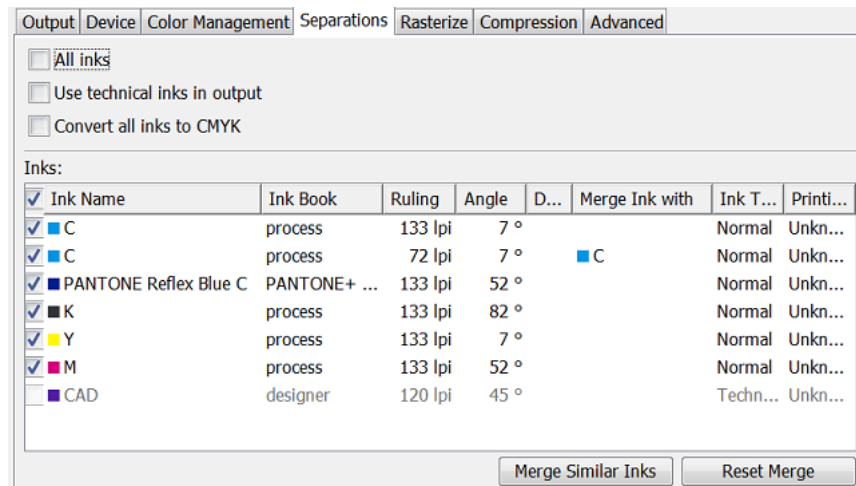 Output Device Color Management Separations Rasterize Compression Advanced
All inks
Use technical inks in output
Convert all inks to CMYK
Inks:
Ink Name Ink Book Ruling Angle D... Merge Ink with Ink T... Printi...
C process 133 lpi 7 ° Normal Unkn...
C process 72 lpi 7 ° C Normal Unkn...
PANTONE Reflex Blue C PANTONE+ ... 133 lpi 52 ° Normal Unkn...
K process 133 lpi 82 ° Normal Unkn...
Y process 133 lpi 7 ° Normal Unkn...
M process 133 lpi 52 ° Normal Unkn...
CAD designer 120 lpi 45 ° Techn... Unkn...
Merge Similar Inks Reset Merge